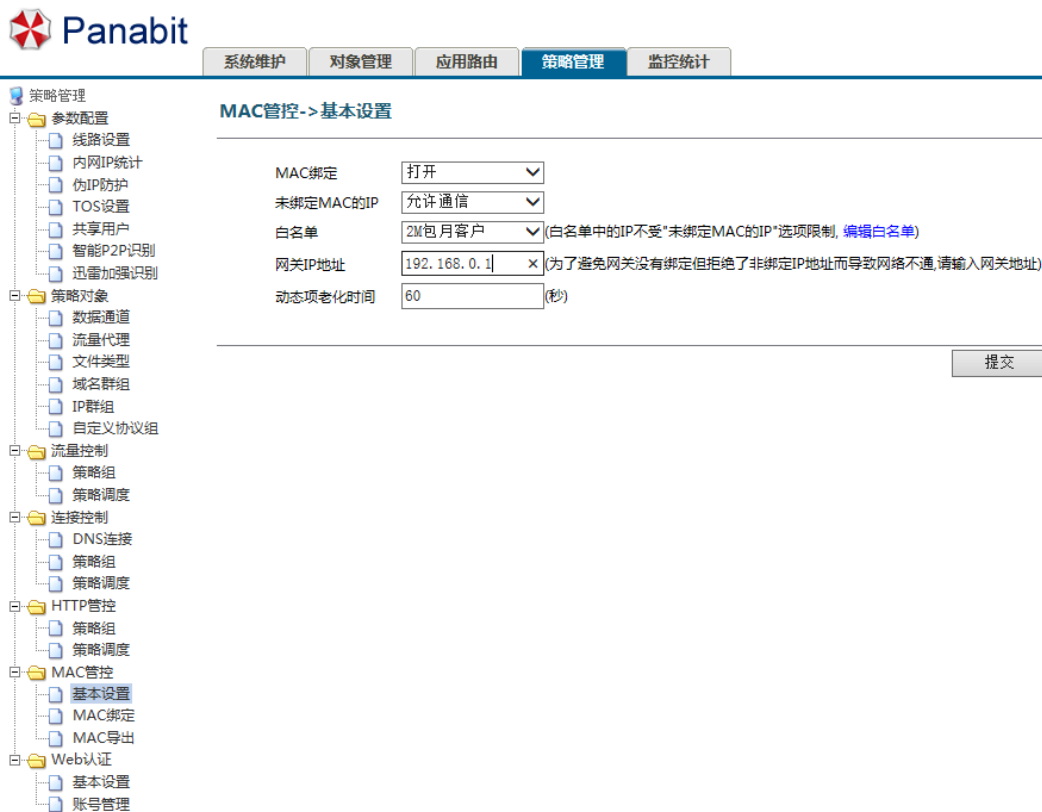 Panabit
系统维护 对象管理 应用路由 策略管理 监控统计
策略管理
参数配置
线路设置
内网IP统计
伪IP防护
TOS设置
共享用户
智能P2P识别
迅雷加强识别
策略对象
数据通道
流量代理
文件类型
域名群组
IP群组
自定义协议组
流量控制
策略组
策略调度
连接控制
DNS连接
策略组
策略调度
HTTP管控
策略组
策略调度
MAC管控
基本设置
MAC绑定
MAC导出
Web认证
基本设置
账号管理
MAC管控->基本设置
MAC绑定 打开
未绑定MAC的IP 允许通信
白名单 2M包月客户 (白名单中的IP不受"未绑定MAC的IP"选项限制, 编辑白名单)
网关IP地址 192.168.0.1 × (为了避免网关没有绑定但拒绝了非绑定IP地址而导致网络不通,请输入网关地址)
动态项老化时间 60 (秒)
提交